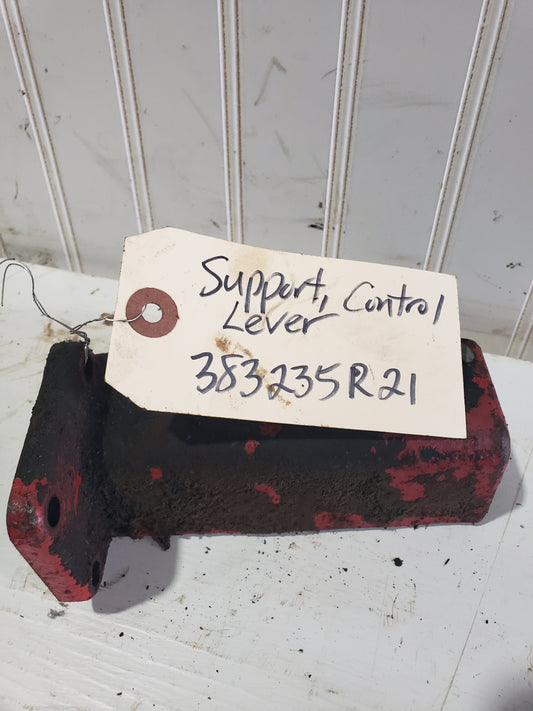 Support, Control
Lever
383235R21